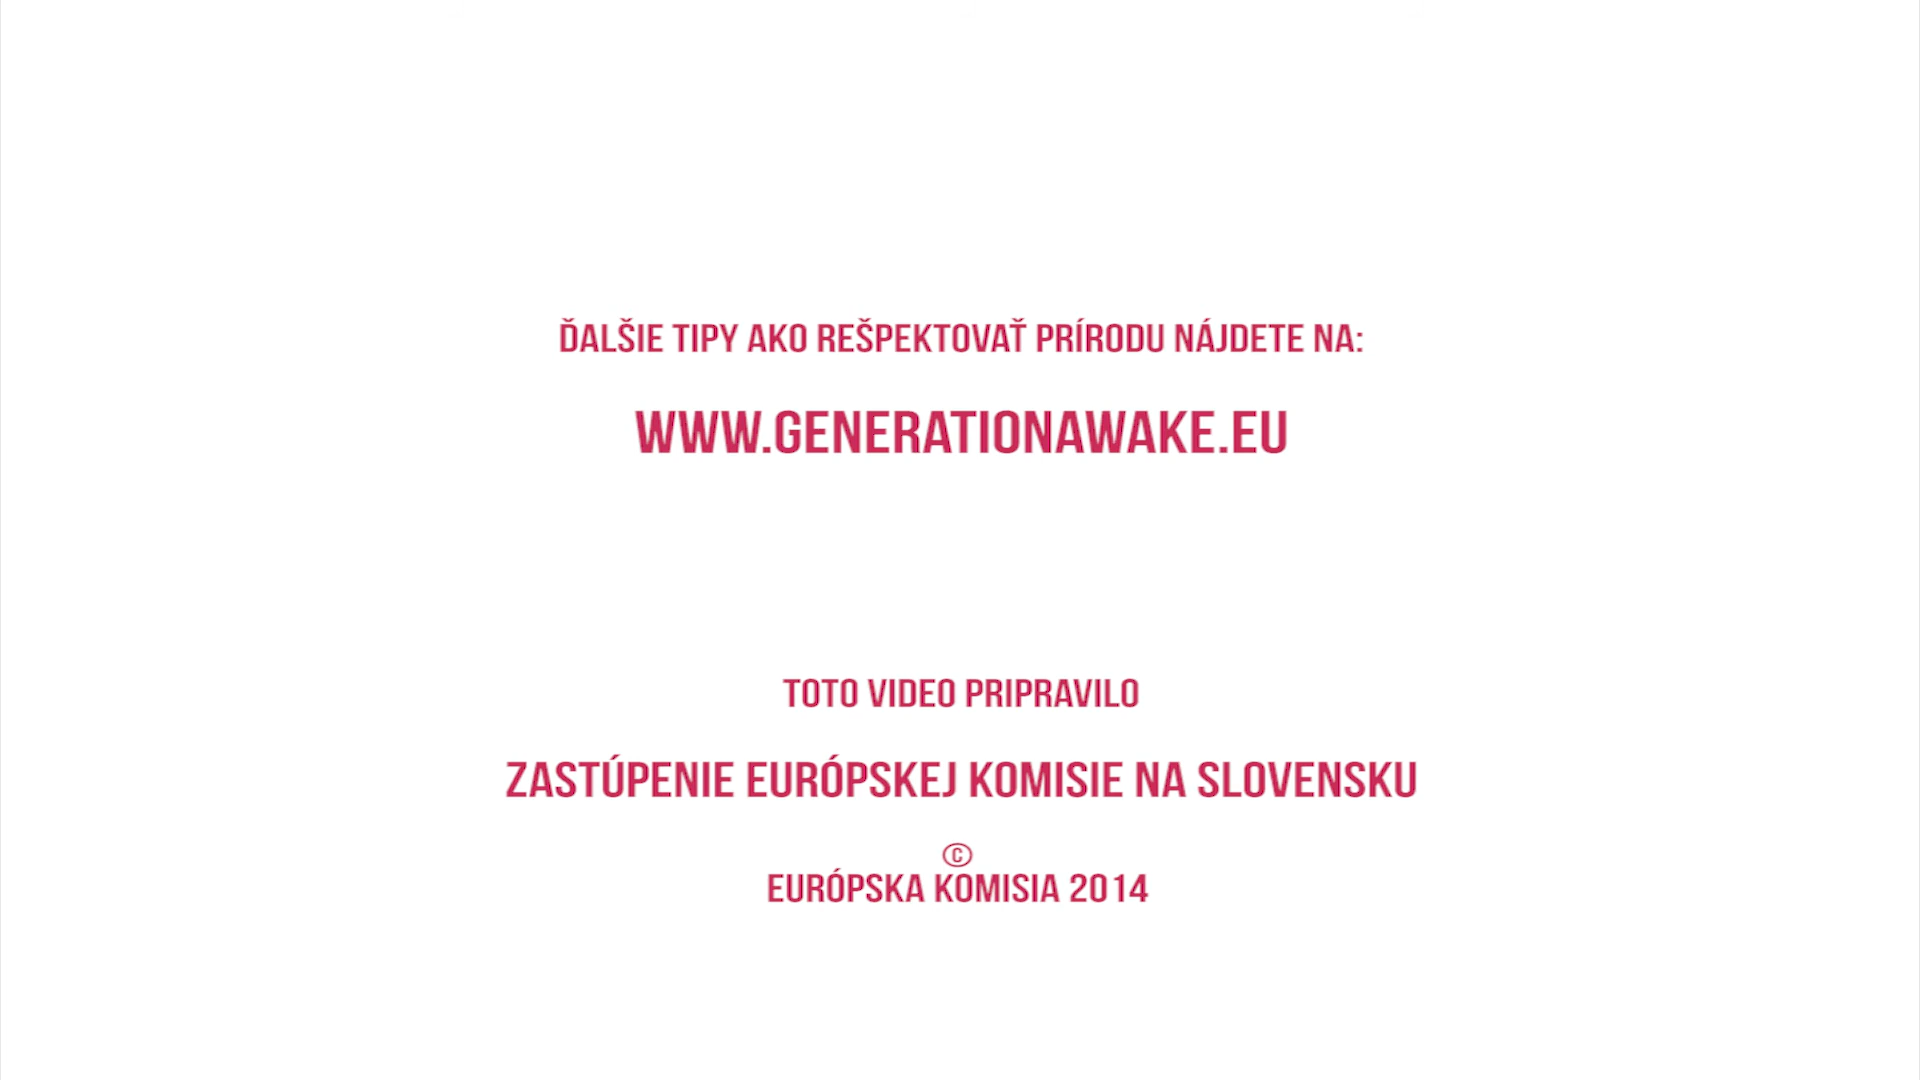 ĎALŠIE TIPY AKO REŠPEKTOVAŤ PRÍRODU NÁJDETE NA:
WWW.GENERATIONAWAKE.EU
TOTO VIDEO PRIPRAVILO
ZASTÚPENIE EURÓPSKEJ KOMISIE NA SLOVENSKU
©
EURÓPSKA KOMISIA 2014